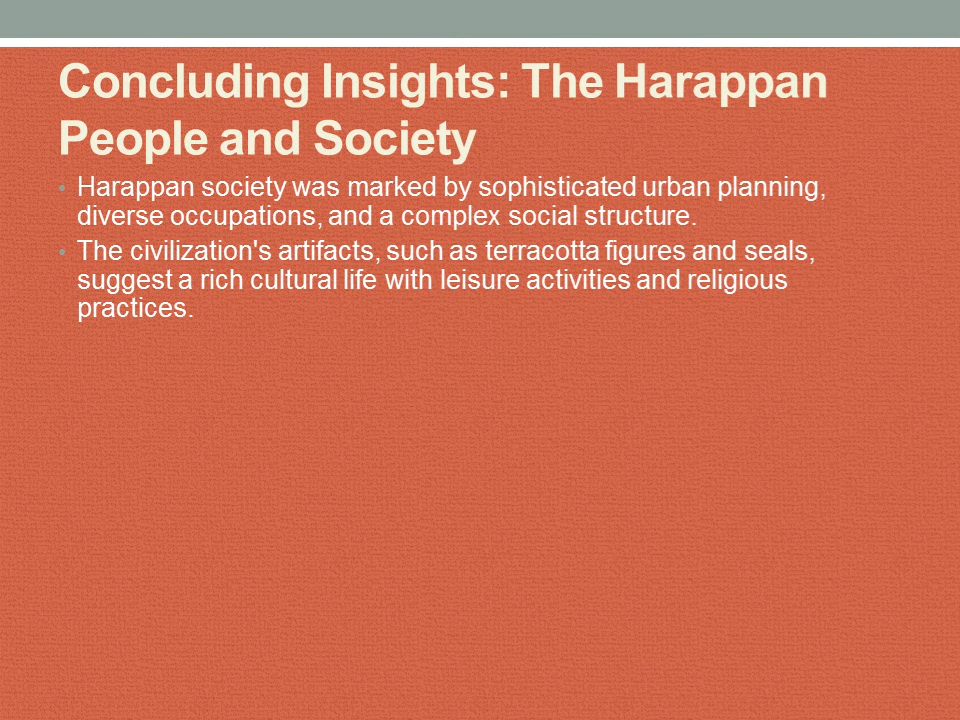 Concluding Insights: The Harappan
People and Society
• Harappan society was marked by sophisticated urban planning,
diverse occupations, and a complex social structure.
• The civilization's artifacts, such as terracotta figures and seals,
suggest a rich cultural life with leisure activities and religious
practices.